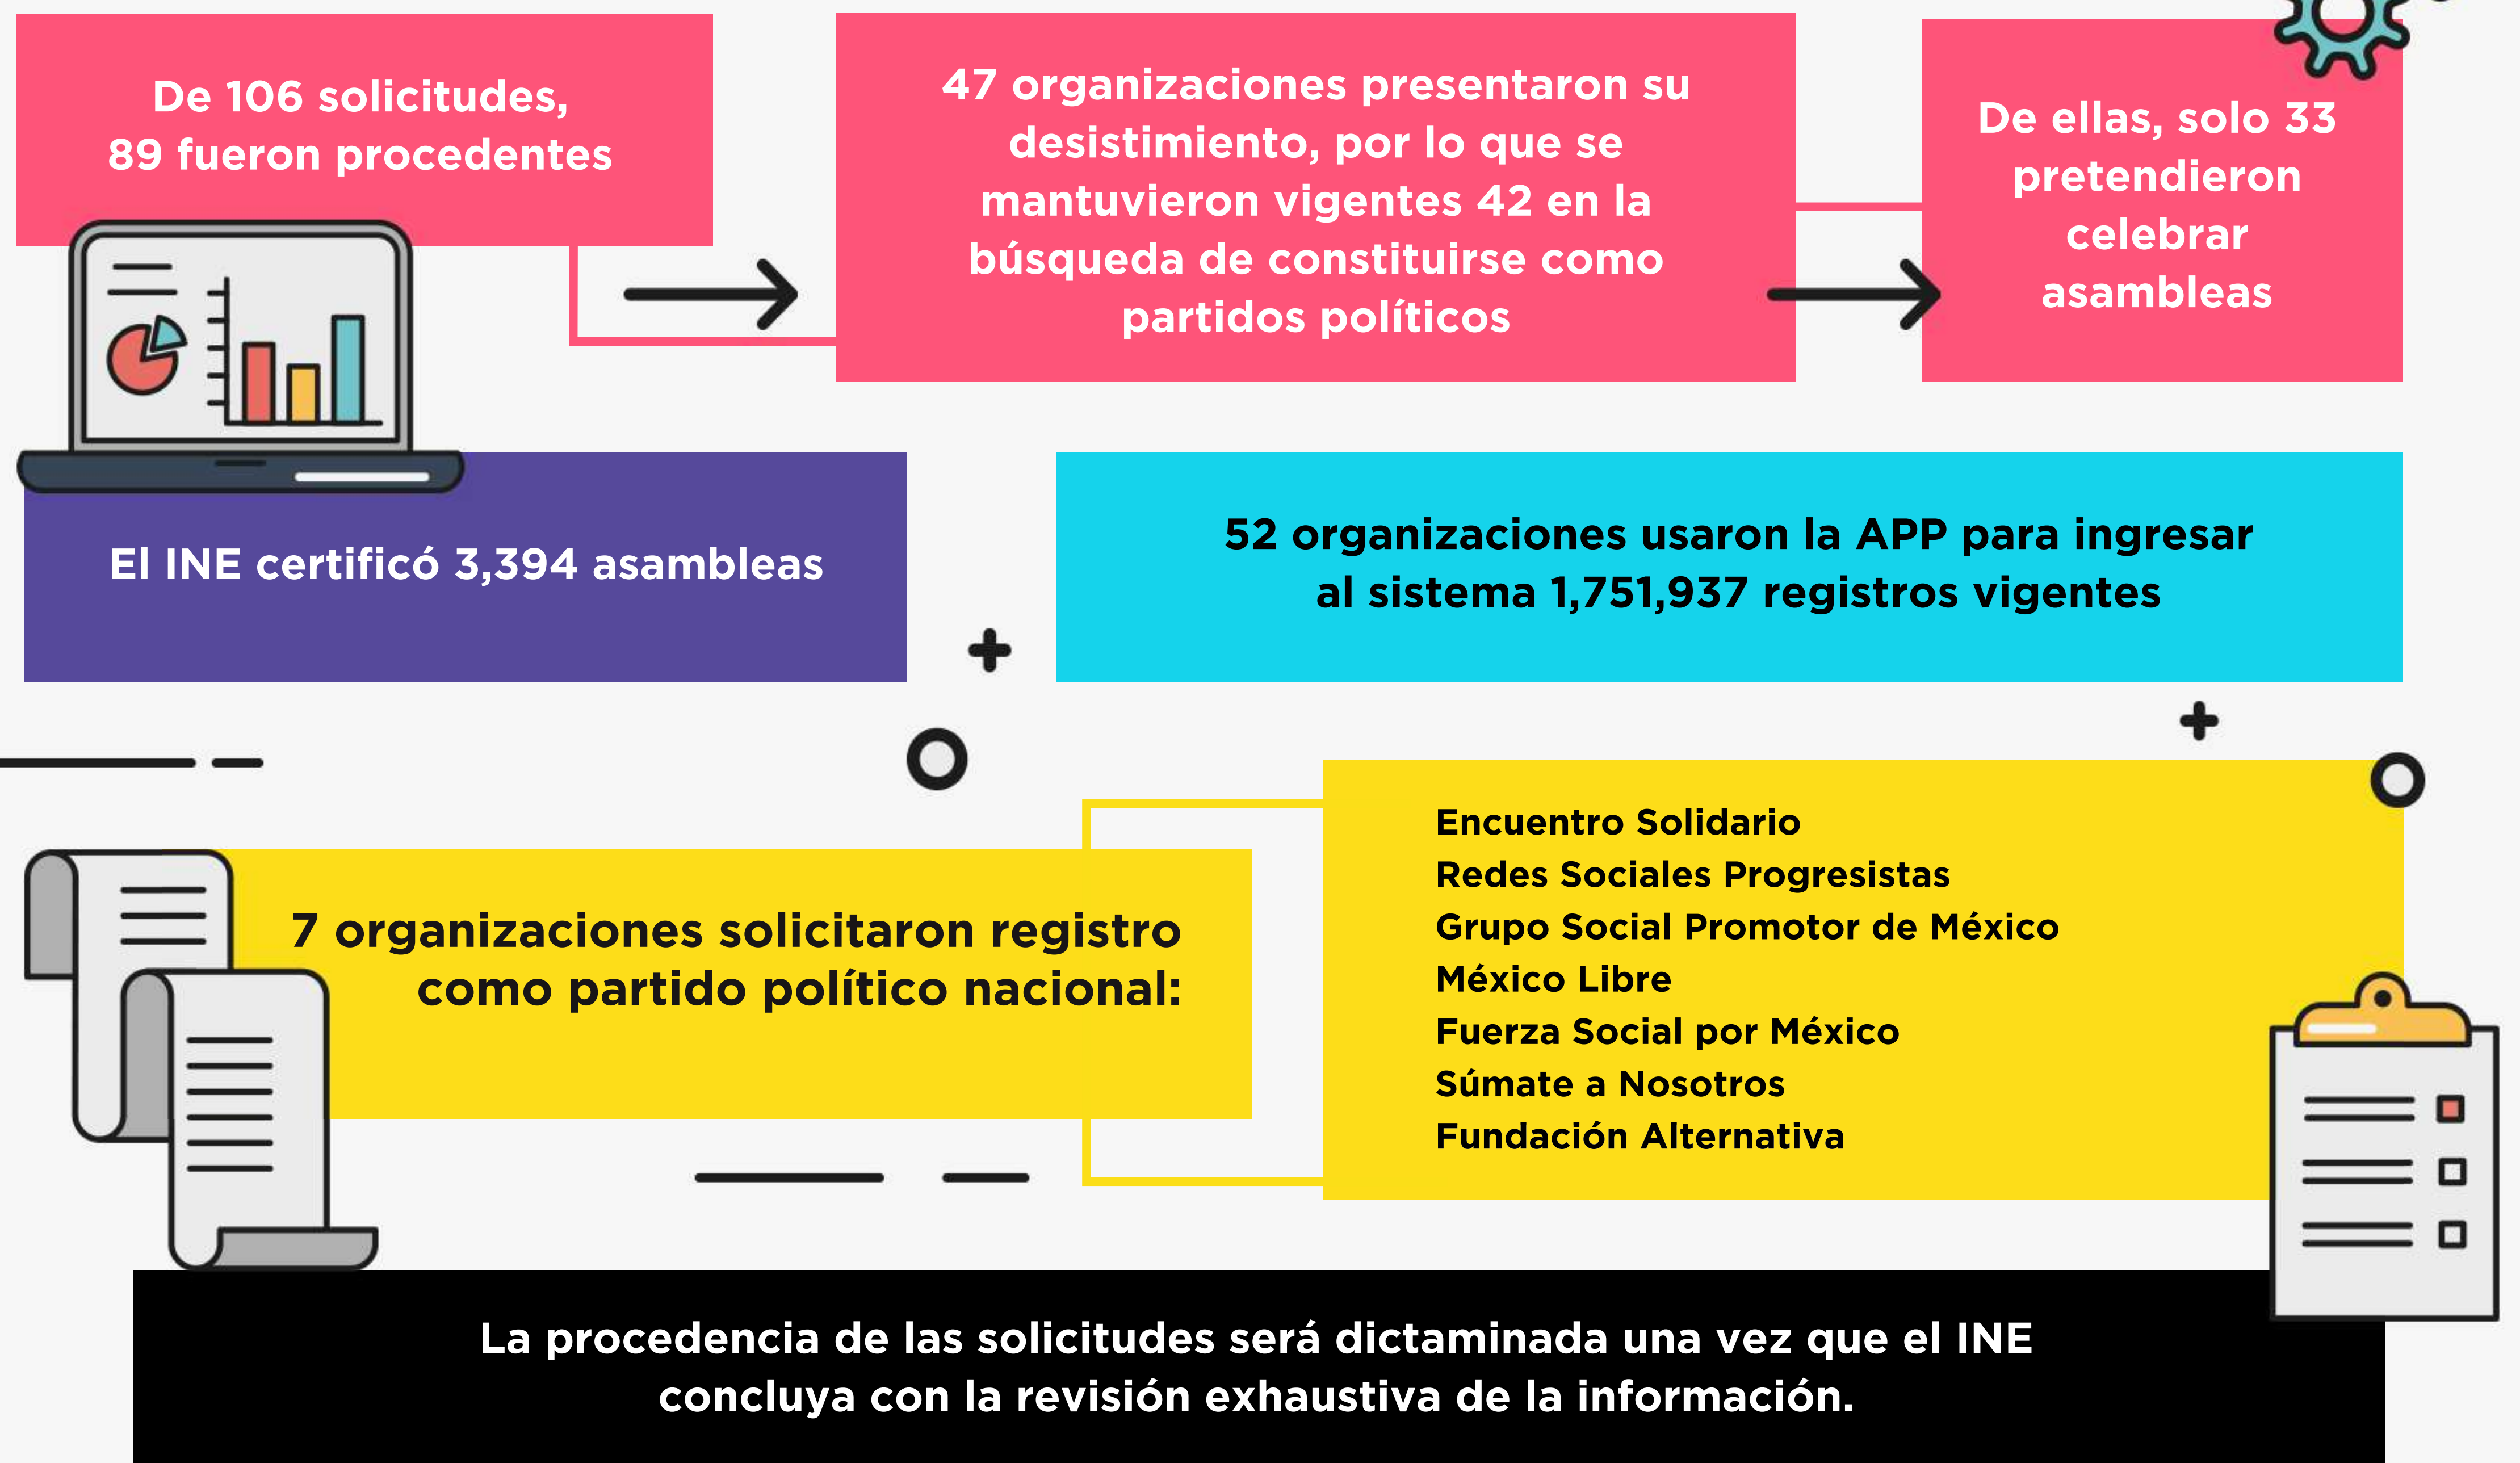 De 106 solicitudes,
89 fueron procedentes
47 organizaciones presentaron su
desistimiento, por lo que se
mantuvieron vigentes 42 en la
búsqueda de constituirse como
partidos políticos
De ellas, solo 33
pretendieron
celebrar
asambleas
El INE certificó 3,394 asambleas
52 organizaciones usaron la APP para ingresar
al sistema 1,751,937 registros vigentes
7 organizaciones solicitaron registro
como partido político nacional:
Encuentro Solidario
Redes Sociales Progresistas
Grupo Social Promotor de México
México Libre
Fuerza Social por México
Súmate a Nosotros
Fundación Alternativa
La procedencia de las solicitudes será dictaminada una vez que el INE
concluya con la revisión exhaustiva de la información.